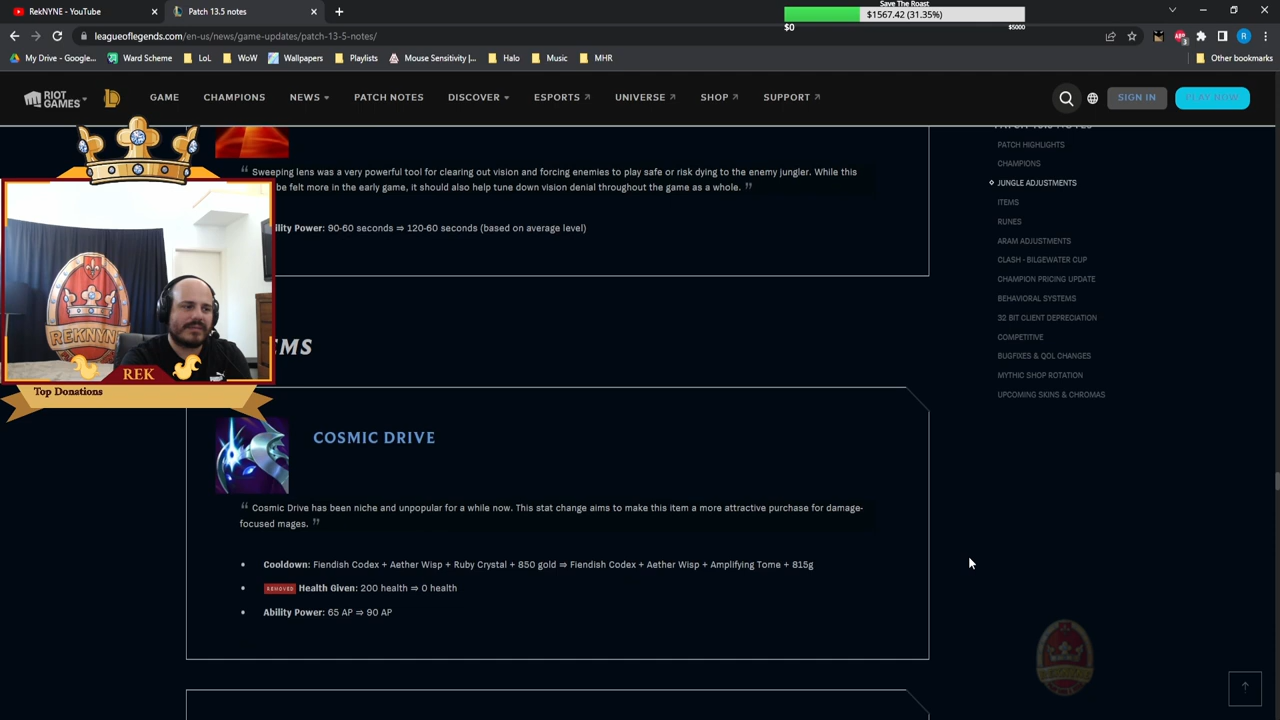 RekNYNE - YouTube
Patch 13.5 notes
Save The Roast
$1567.42 (31.35%)
$0
$5000
leagueoflegends.com/en-us/news/game-updates/patch-13-5-notes/
My Drive - Google...
Ward Scheme
LoL
WoW
Wallpapers
Playlists
Mouse Sensitivity |...
Halo
Music
MHR
Other bookmarks
RIOT GAMES
GAME
CHAMPIONS
NEWS
PATCH NOTES
DISCOVER
ESPORTS
UNIVERSE
SHOP
SUPPORT
SIGN IN
PLAY NOW
PATCH 13.5 NOTES
PATCH HIGHLIGHTS
CHAMPIONS
JUNGLE ADJUSTMENTS
ITEMS
RUNES
ARAM ADJUSTMENTS
CLASH - BILGEWATER CUP
CHAMPION PRICING UPDATE
BEHAVIORAL SYSTEMS
32 BIT CLIENT DEPRECIATION
COMPETITIVE
BUGFIXES & QOL CHANGES
MYTHIC SHOP ROTATION
UPCOMING SKINS & CHROMAS
“ Sweeping lens was a very powerful tool for clearing out vision and forcing enemies to play safe or risk dying to the enemy jungler. While this
be felt more in the early game, it should also help tune down vision denial throughout the game as a whole. ”
ility Power: 90-60 seconds ⇒ 120-60 seconds (based on average level)
REKNYNE
REK
Top Donations
EMS
COSMIC DRIVE
“ Cosmic Drive has been niche and unpopular for a while now. This stat change aims to make this item a more attractive purchase for damage-
focused mages. ”
• Cooldown: Fiendish Codex + Aether Wisp + Ruby Crystal + 850 gold ⇒ Fiendish Codex + Aether Wisp + Amplifying Tome + 815g
• REMOVED Health Given: 200 health ⇒ 0 health
• Ability Power: 65 AP ⇒ 90 AP